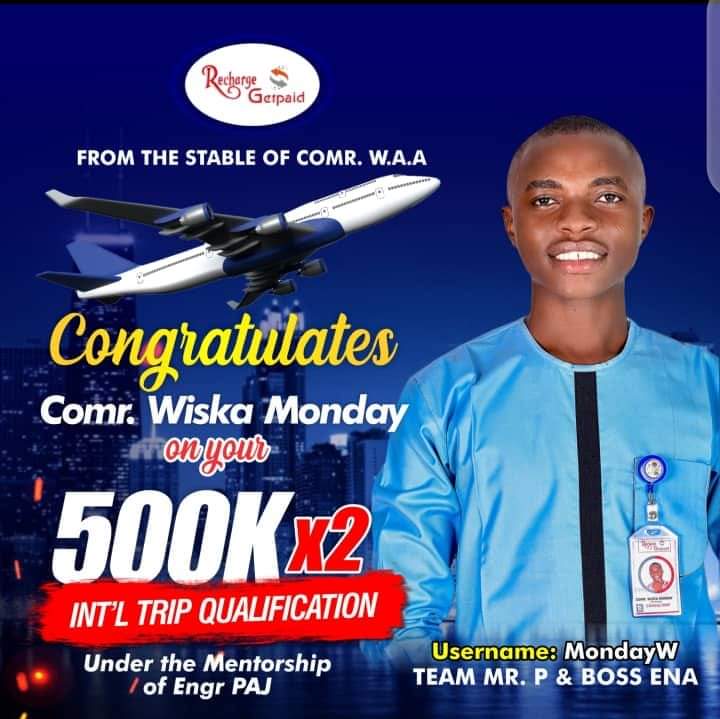 Recharge
Getpaid
FROM THE STABLE OF COMR. W.A.A
Congratulates
Comr. Wiska Monday
on your
500K x2
INT'L TRIP QUALIFICATION
Under the Mentorship
of Engr PAJ
Username: MondayW
TEAM MR. P & BOSS ENA